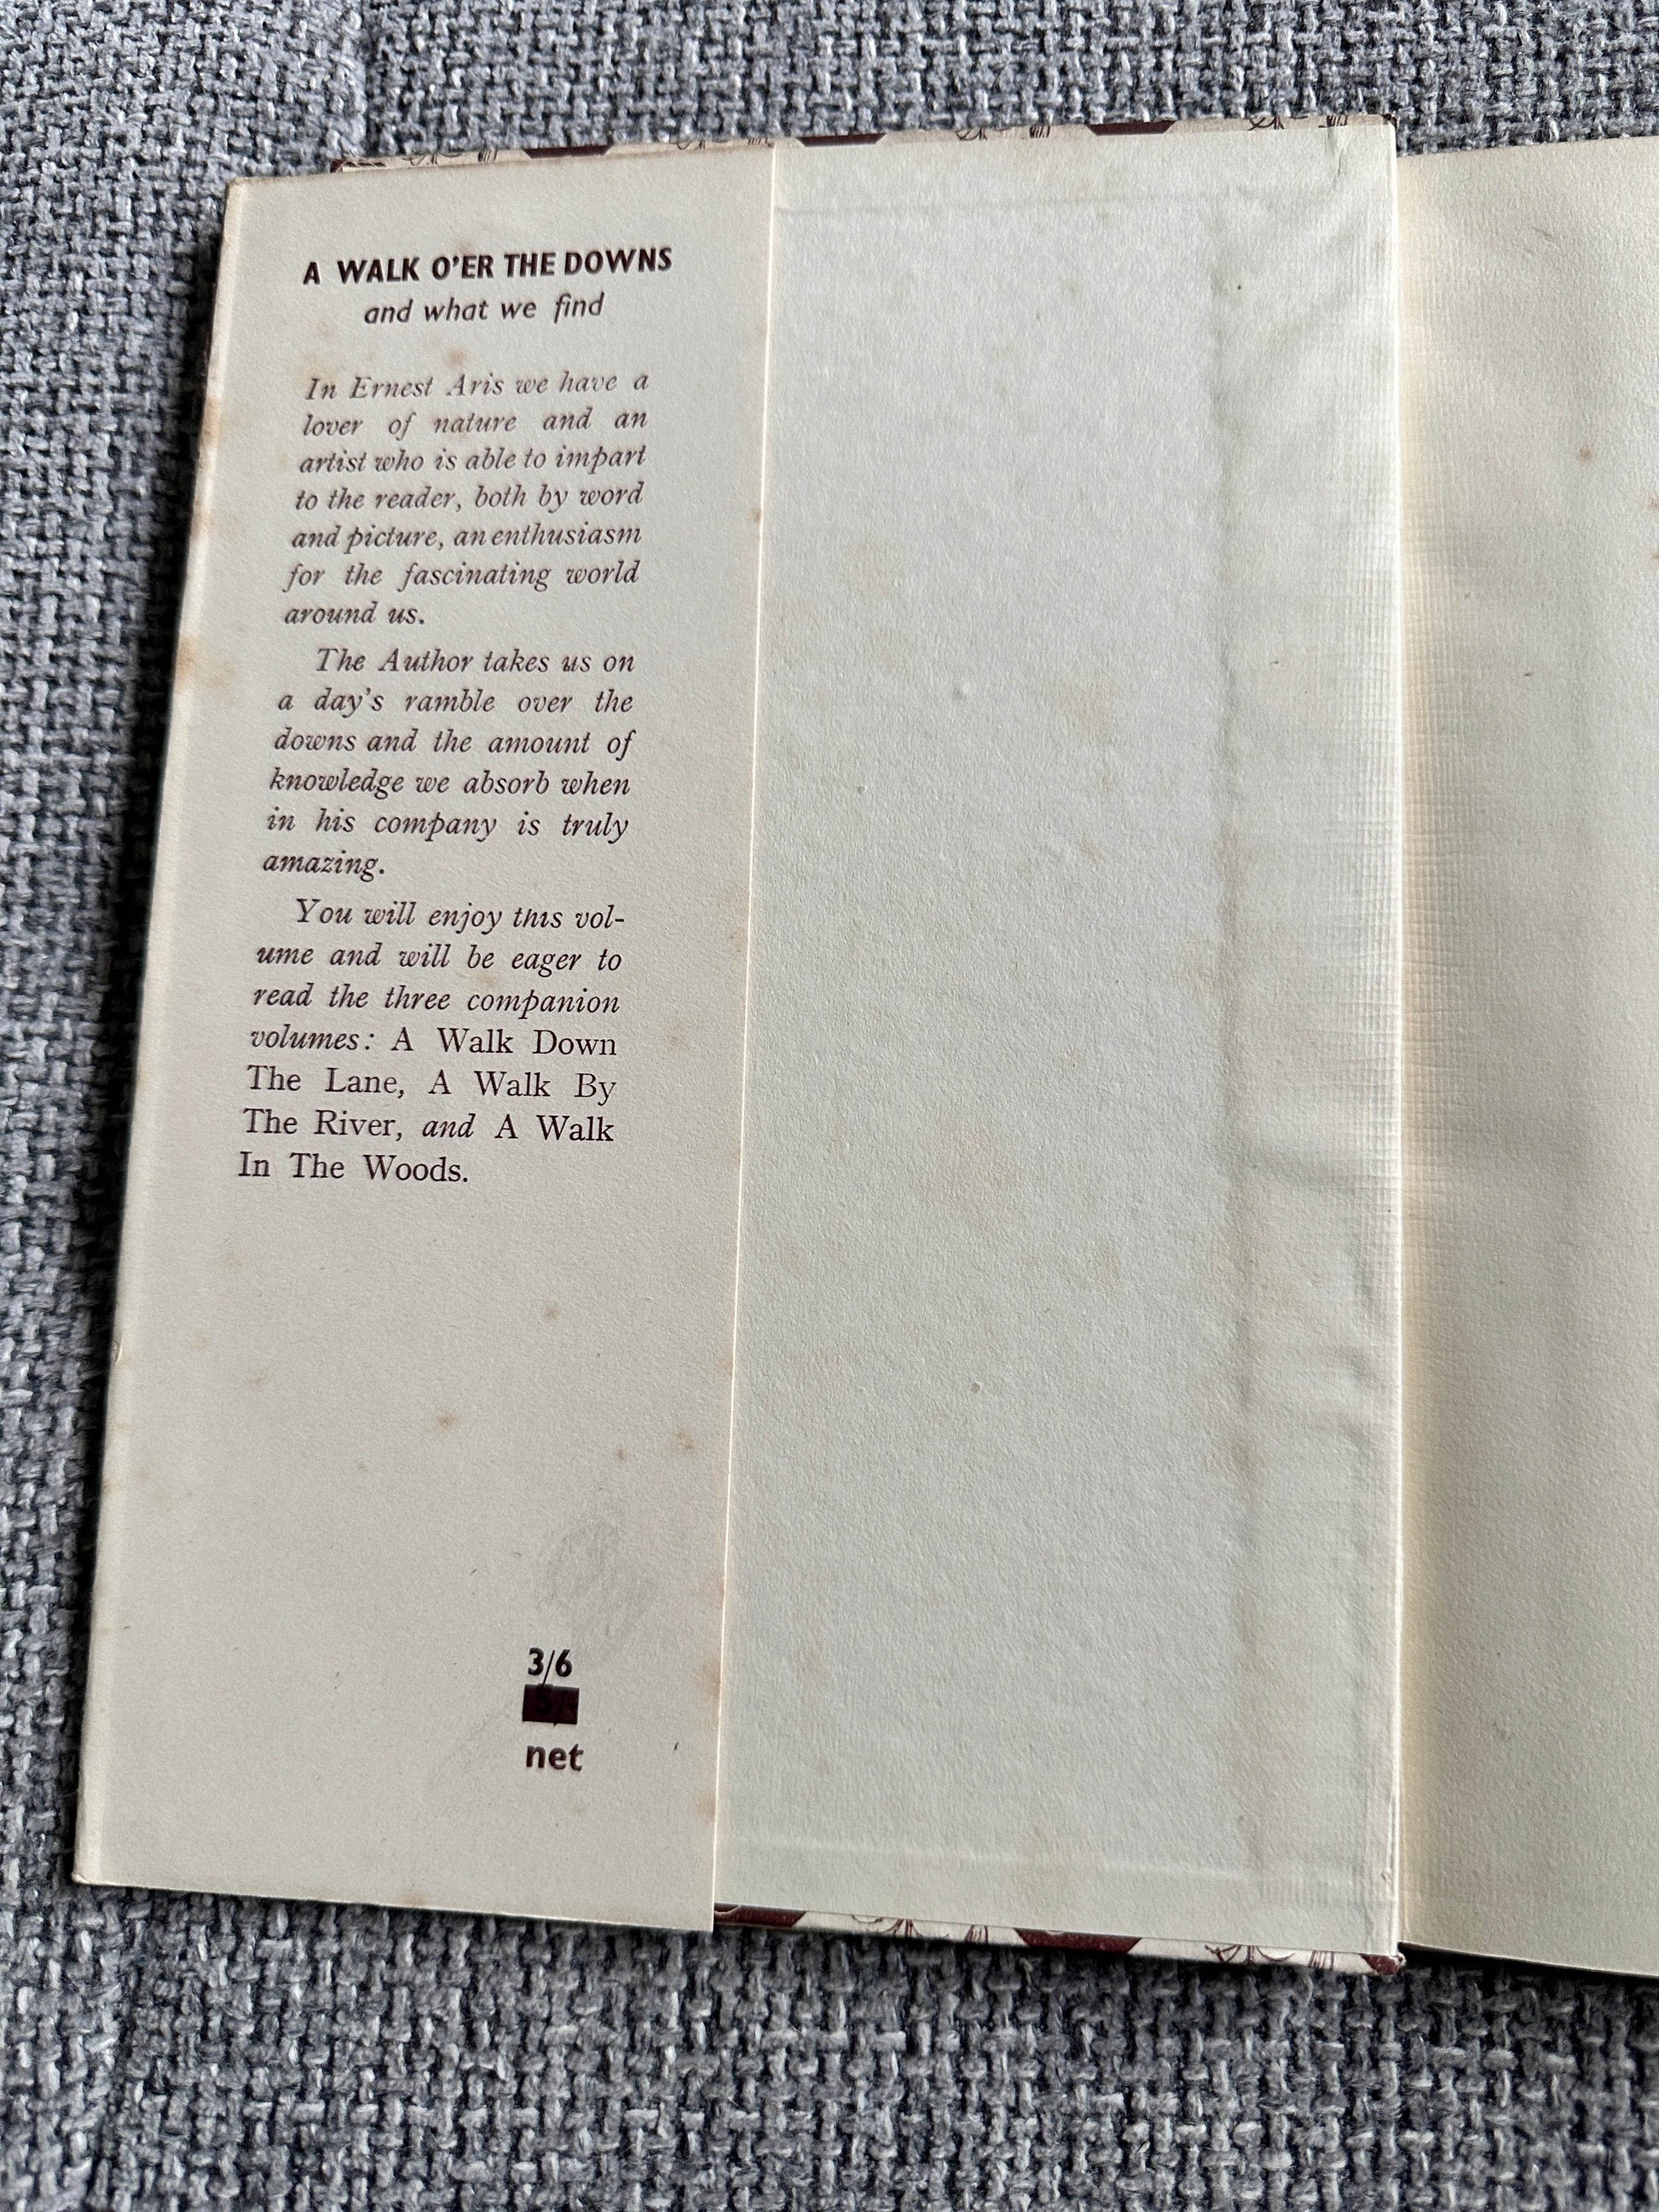 A WALK O'ER THE DOWNS
and what we find
In Ernest Aris we have a
lover of nature and an
artist who is able to impart
to the reader, both by word
and picture, an enthusiasm
for the fascinating world
around us.
The Author takes us on
a day's ramble over the
downs and the amount of
knowledge we absorb when
in his company is truly
amazing.
You will enjoy this vol-
ume and will be eager to
read the three companion
volumes: A Walk Down
The Lane, A Walk By
The River, and A Walk
In The Woods.
3/6
net